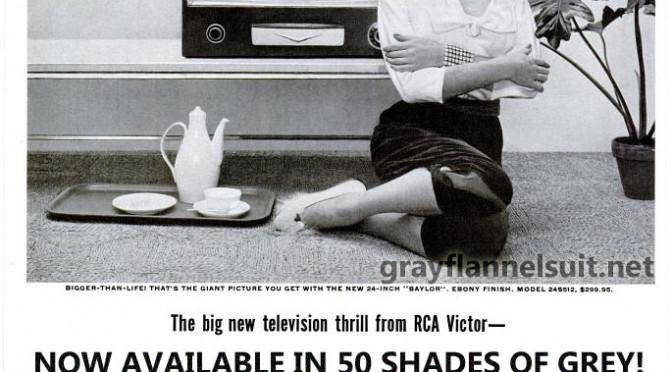 grayflannelsuit.net
BIGGER-THAN-LIFE! THAT'S THE GIANT PICTURE YOU GET WITH THE NEW 24-INCH "BAYLOR". EBONY FINISH. MODEL 24S512, $299.95.
The big new television thrill from RCA Victor—
NOW AVAILABLE IN 50 SHADES OF GREY!